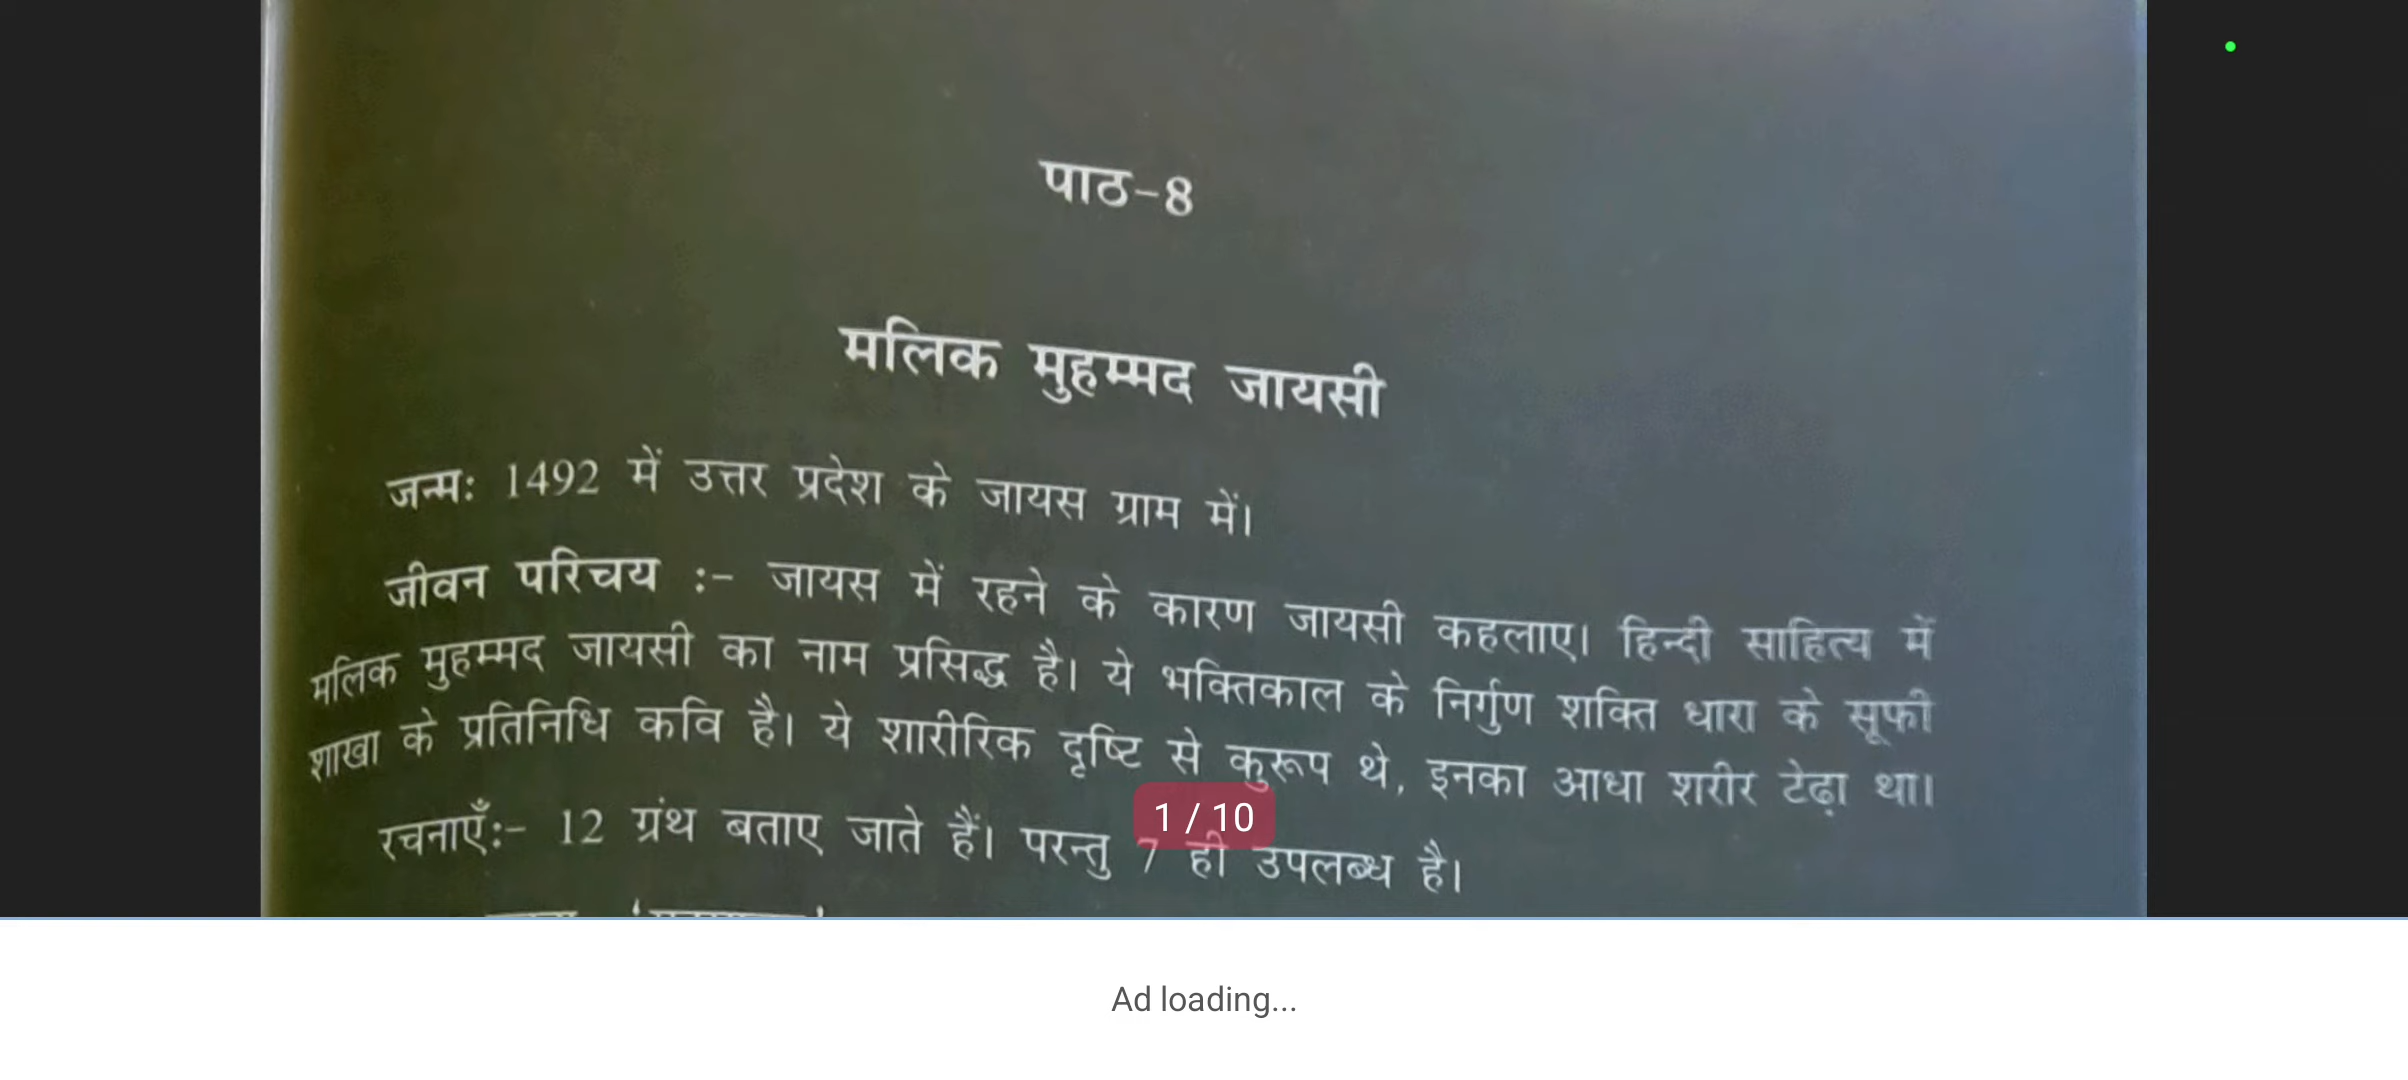 पाठ-8
मलिक मुहम्मद जायसी
जन्म: 1492 में उत्तर प्रदेश के जायस ग्राम में।
जीवन परिचय :- जायस में रहने के कारण जायसी कहलाए। हिन्दी साहित्य में
मलिक मुहम्मद जायसी का नाम प्रसिद्ध है। ये भक्तिकाल के निर्गुण शक्ति धारा के सूफी
शाखा के प्रतिनिधि कवि है। ये शारीरिक दृष्टि से कुरूप थे, इनका आधा शरीर टेढ़ा था।
1 / 10
रचनाएँ:- 12 ग्रंथ बताए जाते हैं। परन्तु 7 ही उपलब्ध है।
Ad loading...